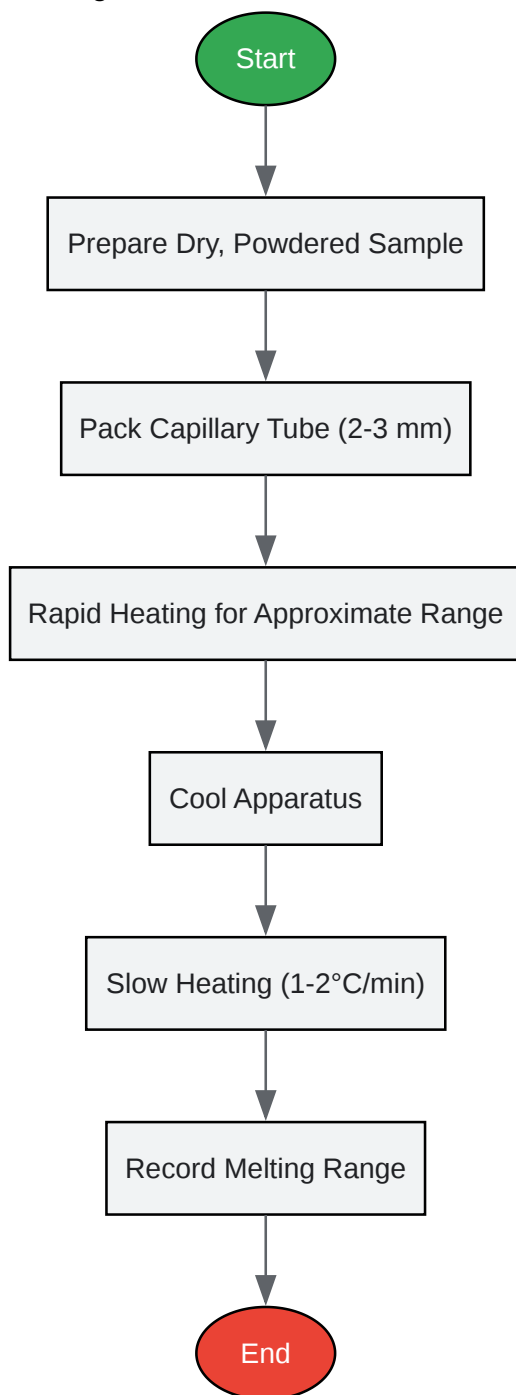 Start
Prepare Dry, Powdered Sample
Pack Capillary Tube (2-3 mm)
Rapid Heating for Approximate Range
Cool Apparatus
Slow Heating (1-2°C/min)
Record Melting Range
End